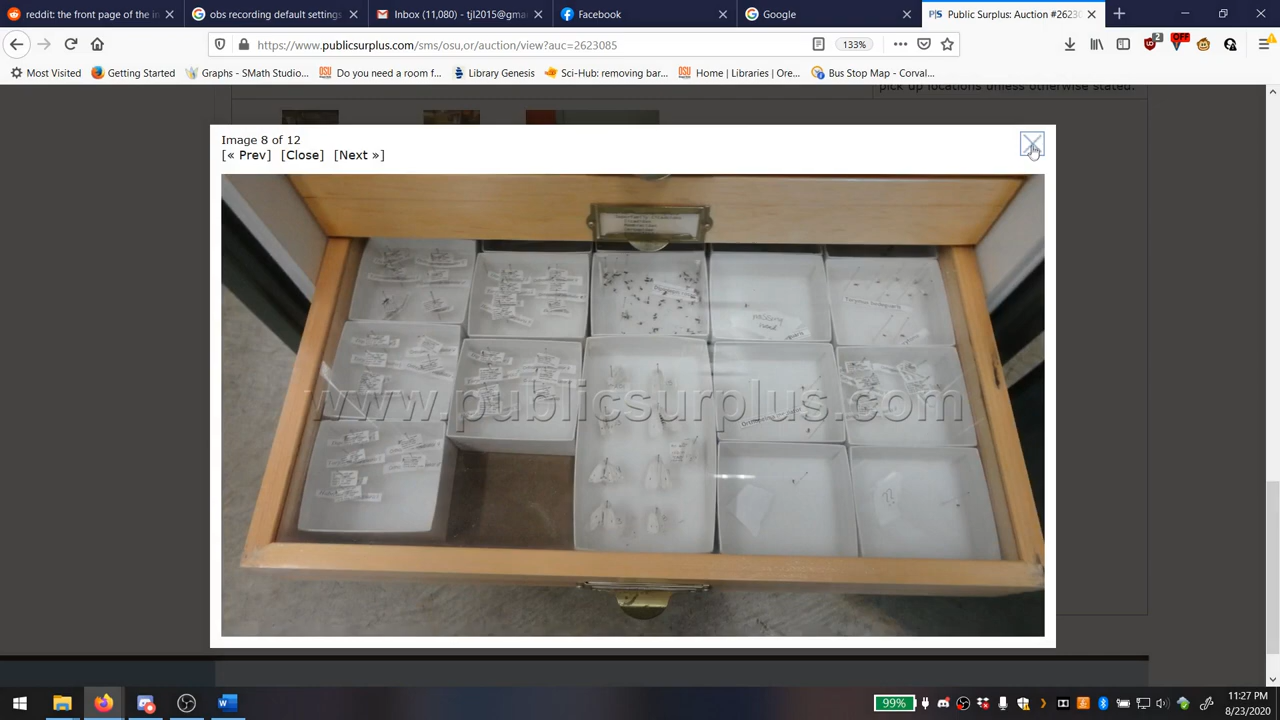 reddit: the front page of the in
obs recording default settings
Inbox (11,080) - tjl2015@gma
Facebook
Google
Public Surplus: Auction #26230
https://www.publicsurplus.com/sms/osu,or/auction/view?auc=2623085
133%
2
OFF
Most Visited
Getting Started
Graphs - SMath Studio...
Do you need a room f...
Library Genesis
Sci-Hub: removing bar...
Home | Libraries | Ore...
Bus Stop Map - Corval...
pick up locations unless otherwise stated.
Image 8 of 12
[« Prev] [Close] [Next »]
www.publicsurplus.com
99%
11:27 PM
8/23/2020